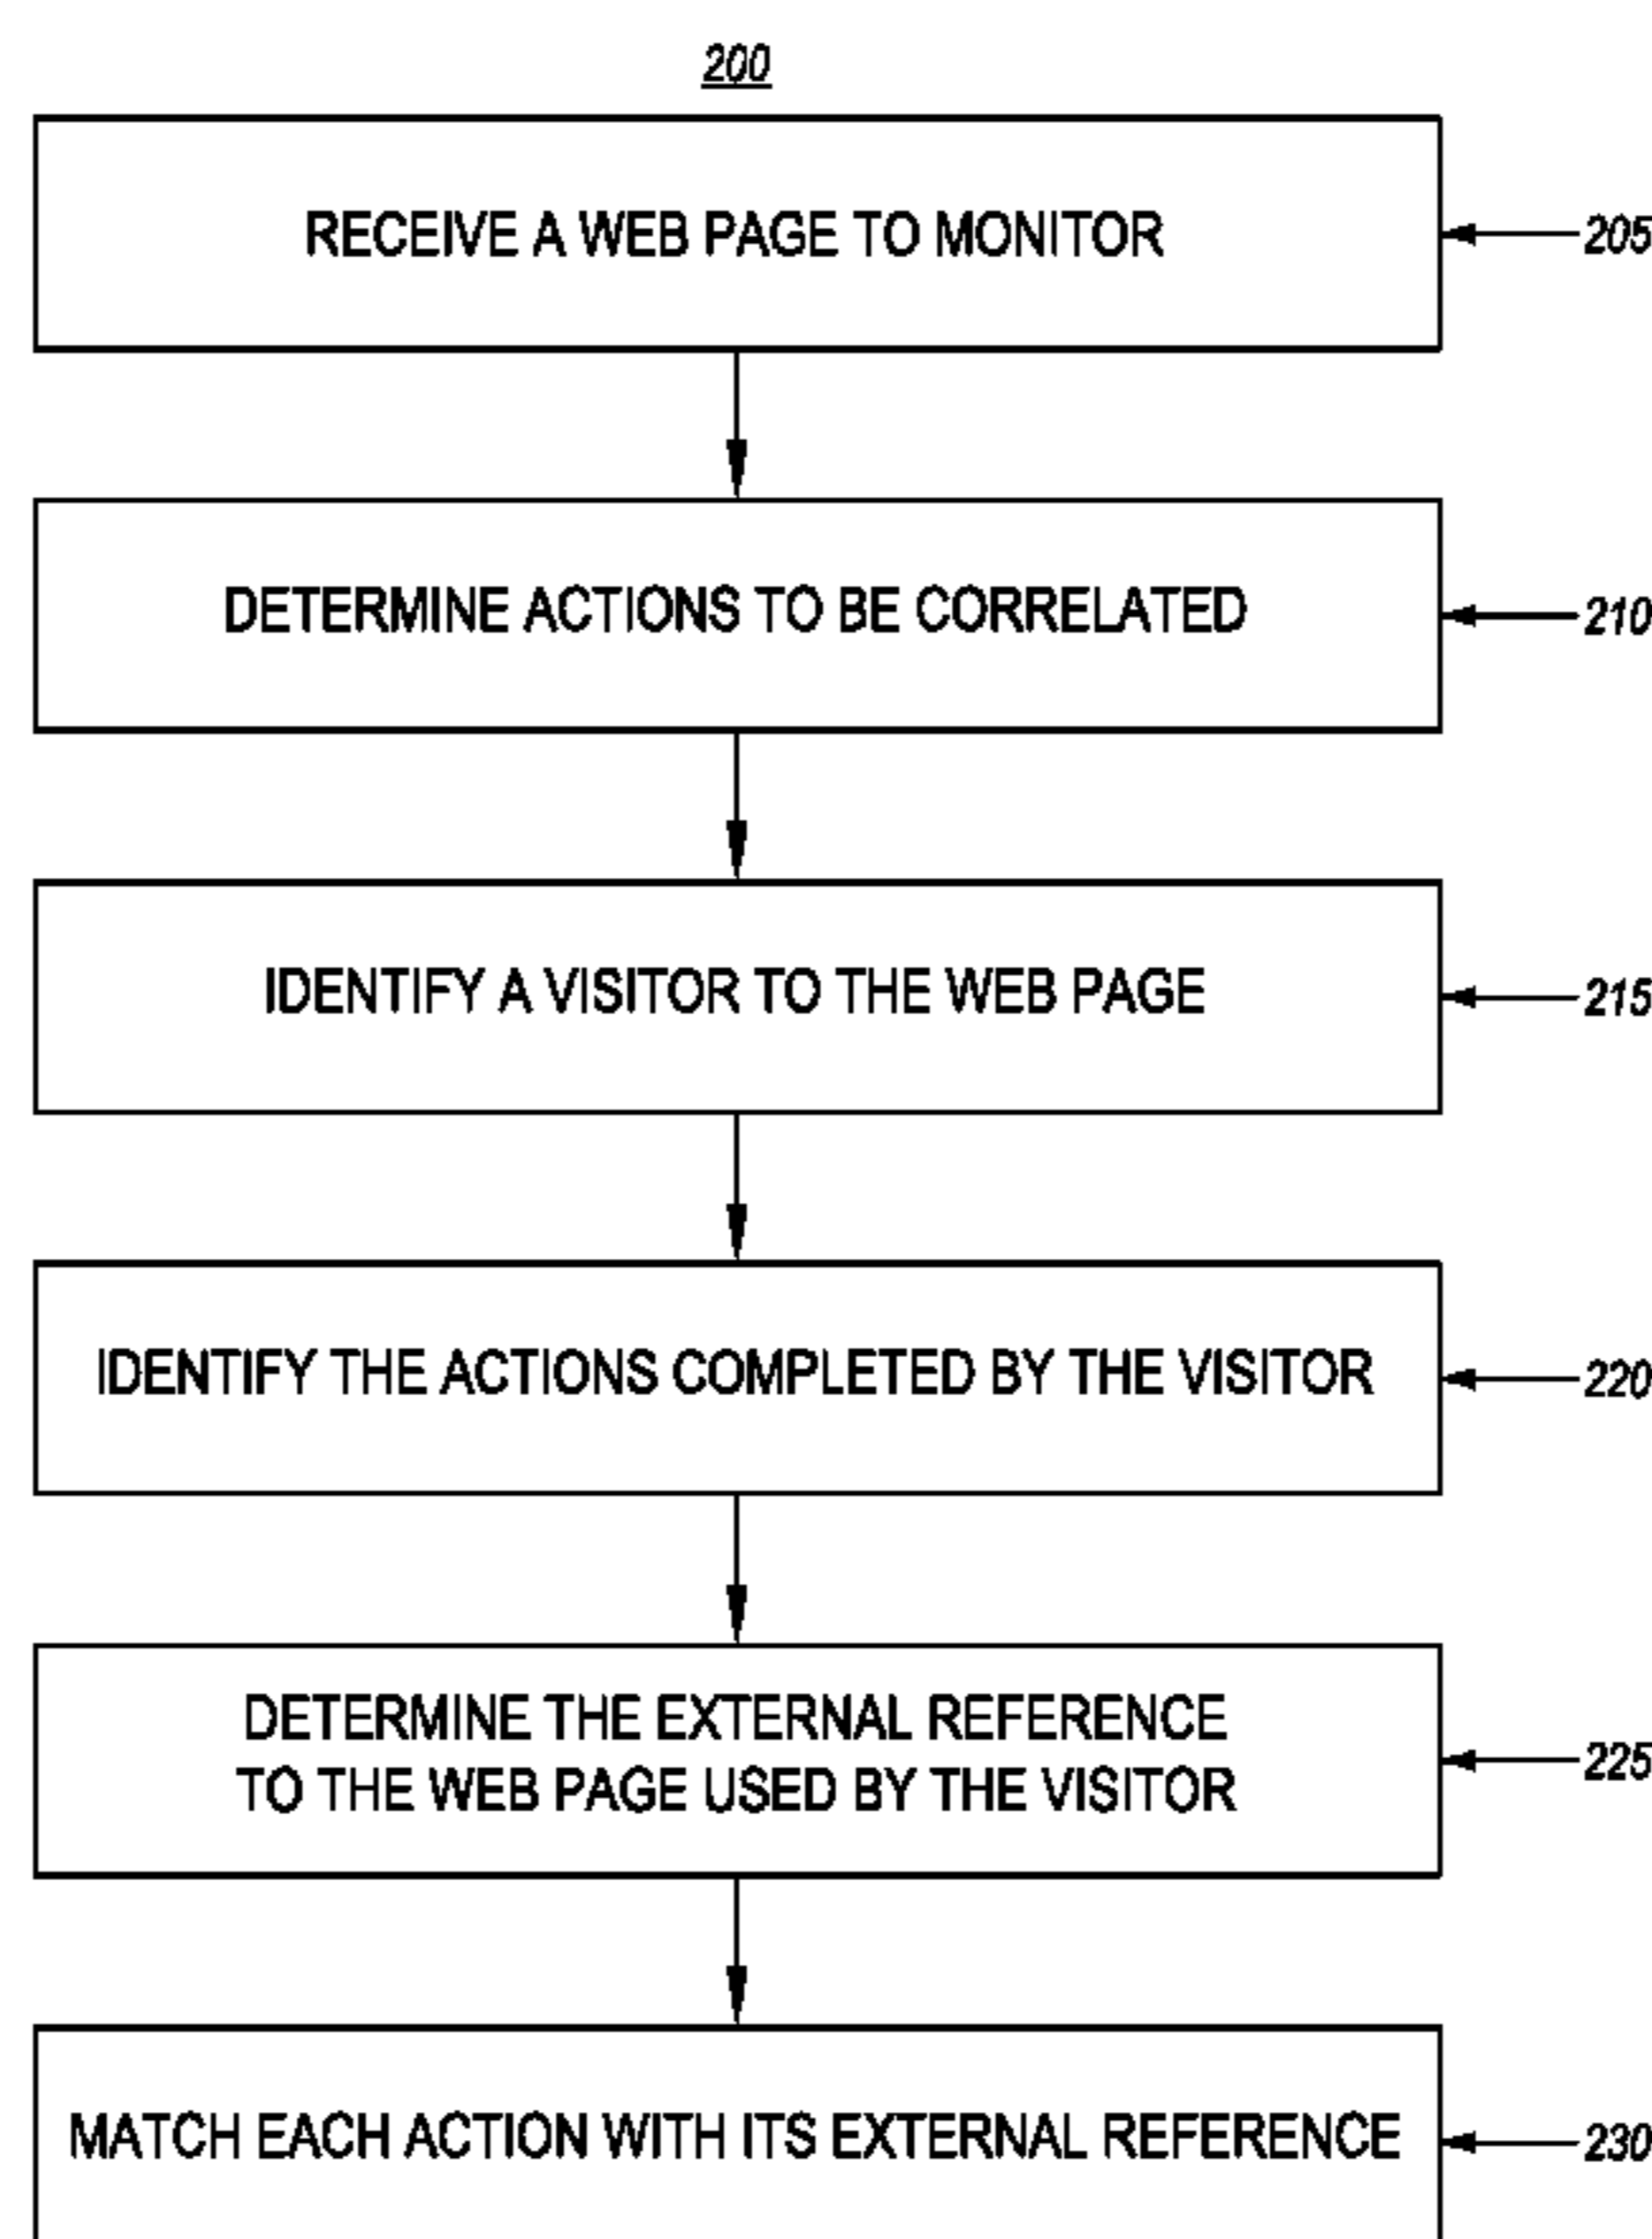 200
RECEIVE A WEB PAGE TO MONITOR
205
DETERMINE ACTIONS TO BE CORRELATED
210
IDENTIFY A VISITOR TO THE WEB PAGE
215
IDENTIFY THE ACTIONS COMPLETED BY THE VISITOR
220
DETERMINE THE EXTERNAL REFERENCE
TO THE WEB PAGE USED BY THE VISITOR
225
MATCH EACH ACTION WITH ITS EXTERNAL REFERENCE
230